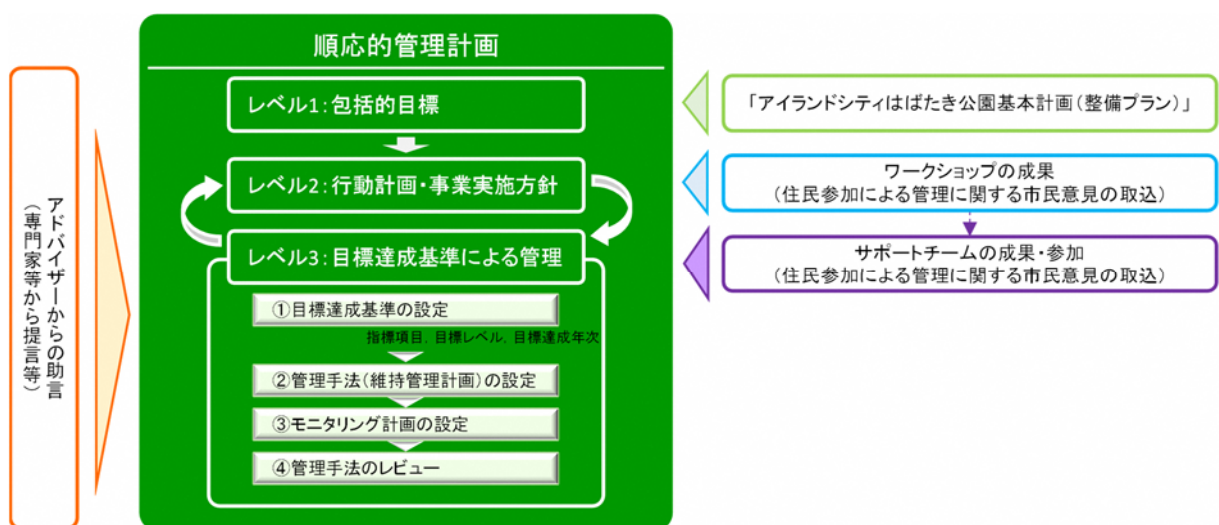 順応的管理計画
アドバイザーからの助言
(専門家等から提言等)
レベル1:包括的目標
レベル2:行動計画・事業実施方針
レベル3:目標達成基準による管理
①目標達成基準の設定
指標項目，目標レベル，目標達成年次
②管理手法(維持管理計画)の設定
③モニタリング計画の設定
④管理手法のレビュー
「アイランドシティはばたき公園基本計画(整備プラン)」
ワークショップの成果
(住民参加による管理に関する市民意見の取込)
サポートチームの成果・参加
(住民参加による管理に関する市民意見の取込)